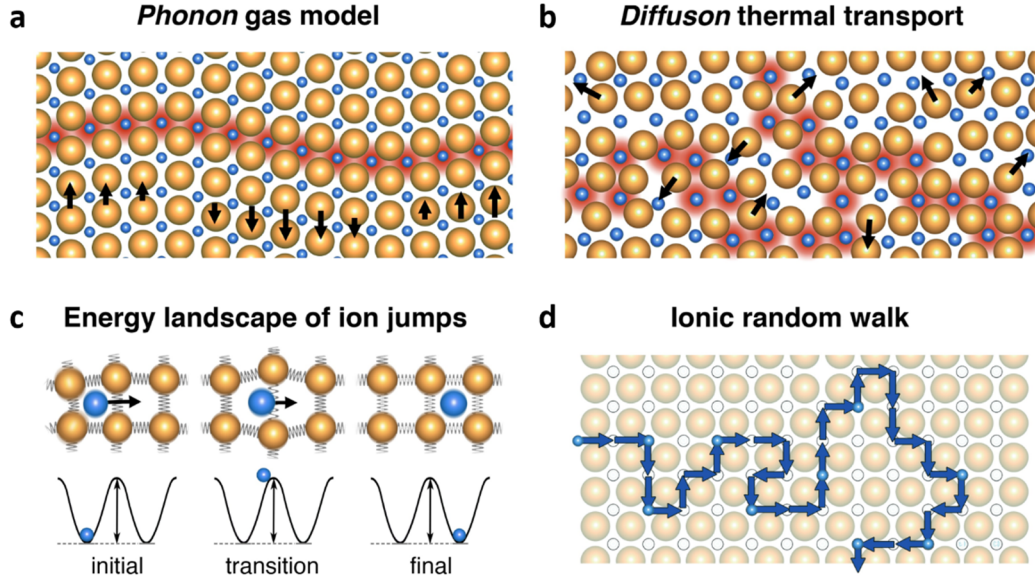 a
Phonon gas model
b
Diffuson thermal transport
c
Energy landscape of ion jumps
initial
transition
final
d
Ionic random walk